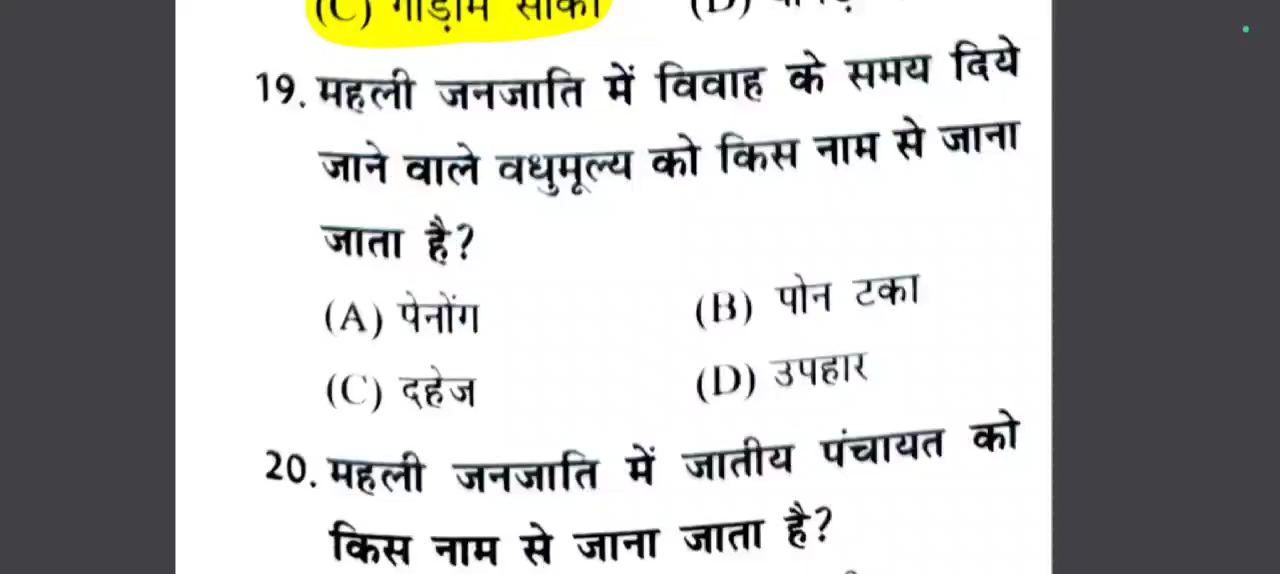 (C) गोड़ाम साकी (D)
19. महली जनजाति में विवाह के समय दिये
जाने वाले वधुमूल्य को किस नाम से जाना
जाता है?
(A) पेनोंग (B) पोन टका
(C) दहेज (D) उपहार
20. महली जनजाति में जातीय पंचायत को
किस नाम से जाना जाता है?